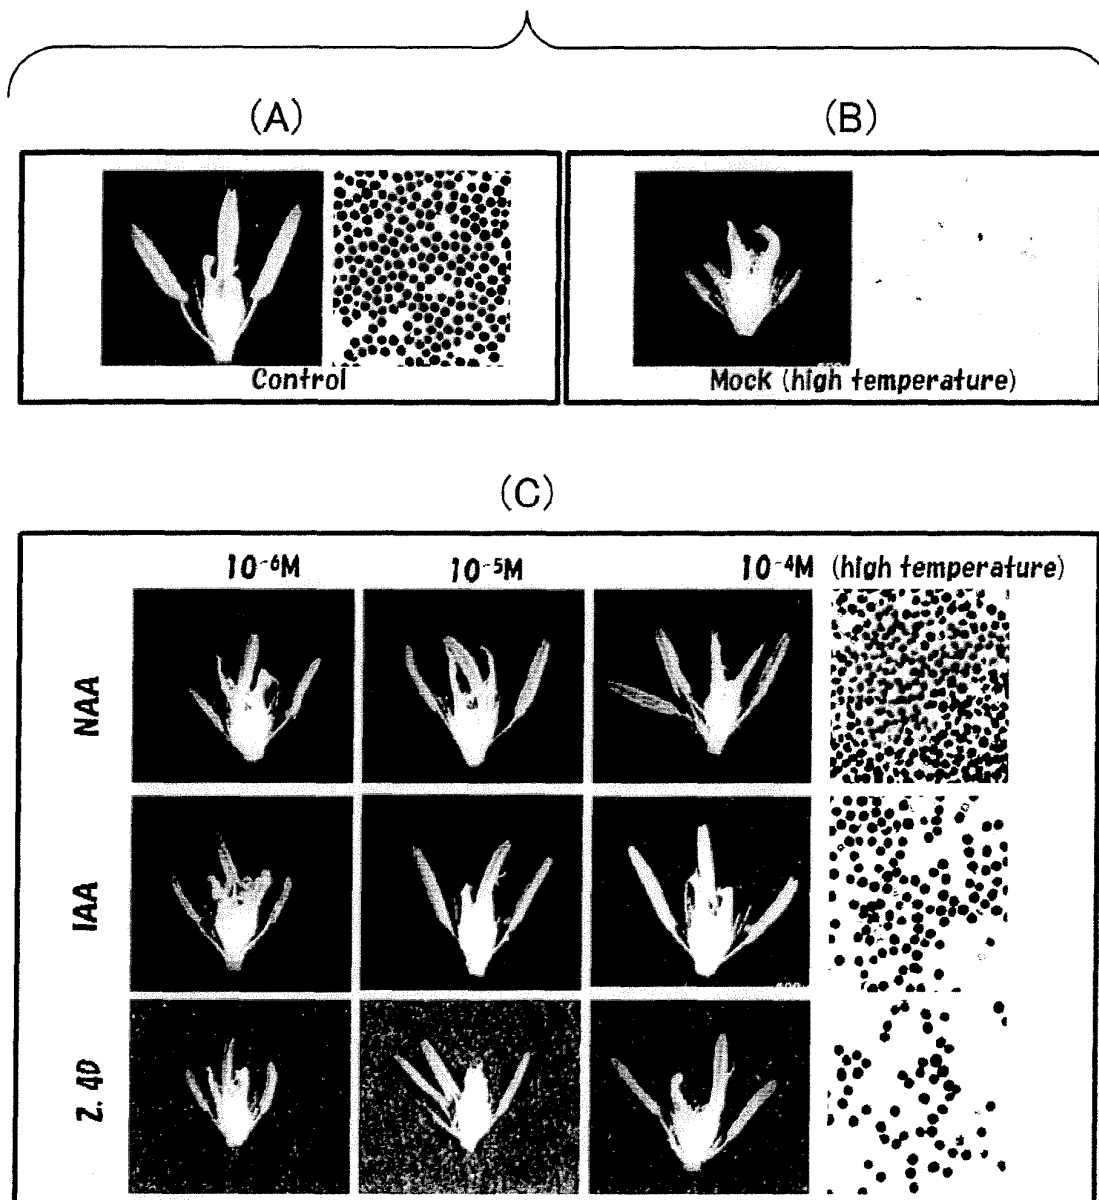 (A)
(B)
Control
Mock (high temperature)
(C)
10⁻⁶M 10⁻⁵M 10⁻⁴M (high temperature)
NAA
IAA
2. 4D